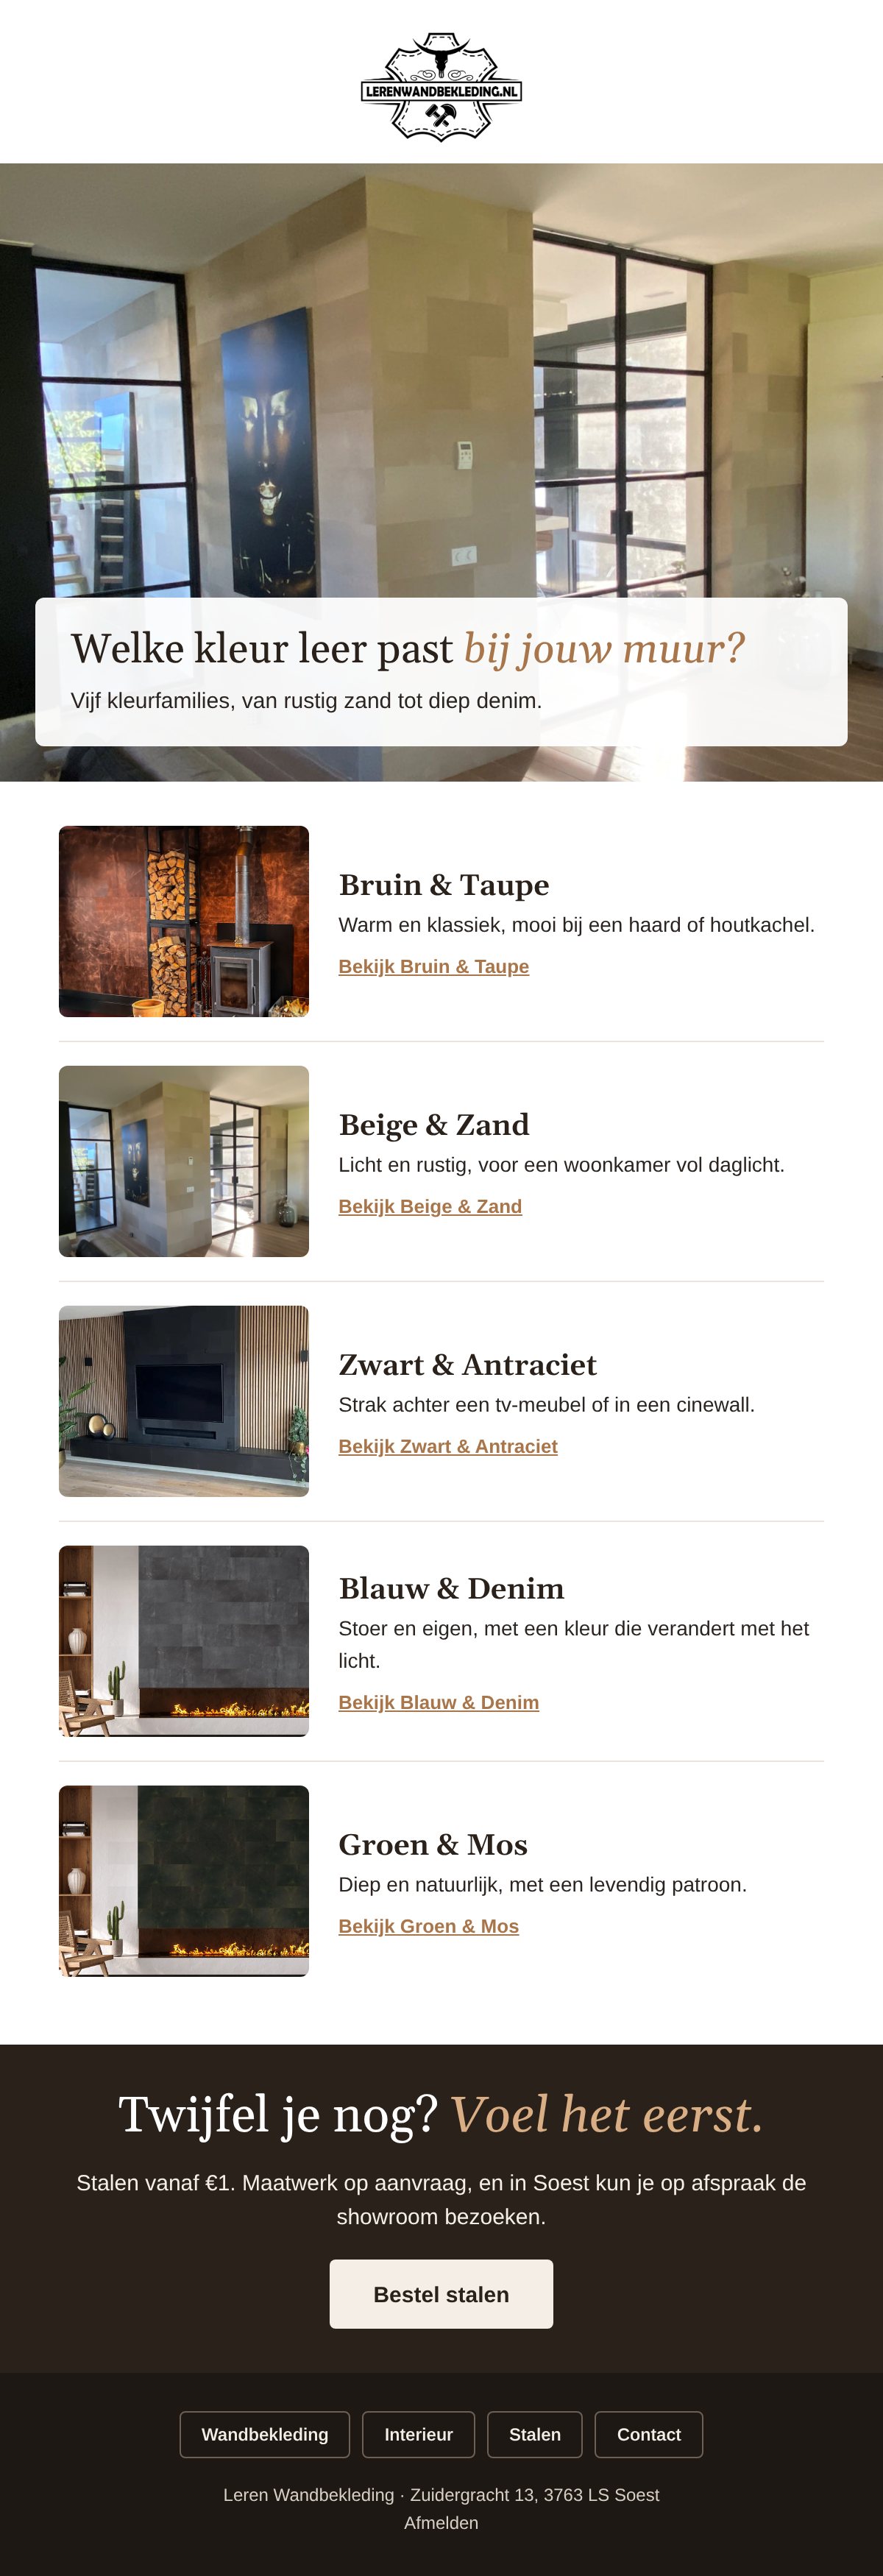 LERENWANDBEKLEDING.NL
Welke kleur leer past bij jouw muur?
Vijf kleurfamilies, van rustig zand tot diep denim.
Bruin & Taupe
Warm en klassiek, mooi bij een haard of houtkachel.
Bekijk Bruin & Taupe
Beige & Zand
Licht en rustig, voor een woonkamer vol daglicht.
Bekijk Beige & Zand
Zwart & Antraciet
Strak achter een tv-meubel of in een cinewall.
Bekijk Zwart & Antraciet
Blauw & Denim
Stoer en eigen, met een kleur die verandert met het
licht.
Bekijk Blauw & Denim
Groen & Mos
Diep en natuurlijk, met een levendig patroon.
Bekijk Groen & Mos
Twijfel je nog? Voel het eerst.
Stalen vanaf €1. Maatwerk op aanvraag, en in Soest kun je op afspraak de
showroom bezoeken.
Bestel stalen
Wandbekleding Interieur Stalen Contact
Leren Wandbekleding · Zuidergracht 13, 3763 LS Soest
Afmelden